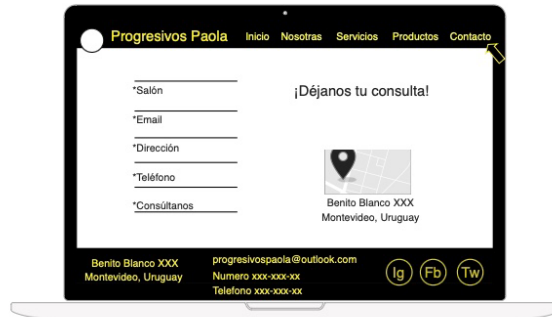 Progresivos Paola Inicio Nosotras Servicios Productos Contacto
*Salón
*Email
*Dirección
*Teléfono
*Consúltanos
¡Déjanos tu consulta!
Benito Blanco XXX
Montevideo, Uruguay
Benito Blanco XXX
Montevideo, Uruguay
progresivospaola@outlook.com
Numero xxx-xxx-xx
Telefono xxx-xxx-xx
Ig Fb Tw